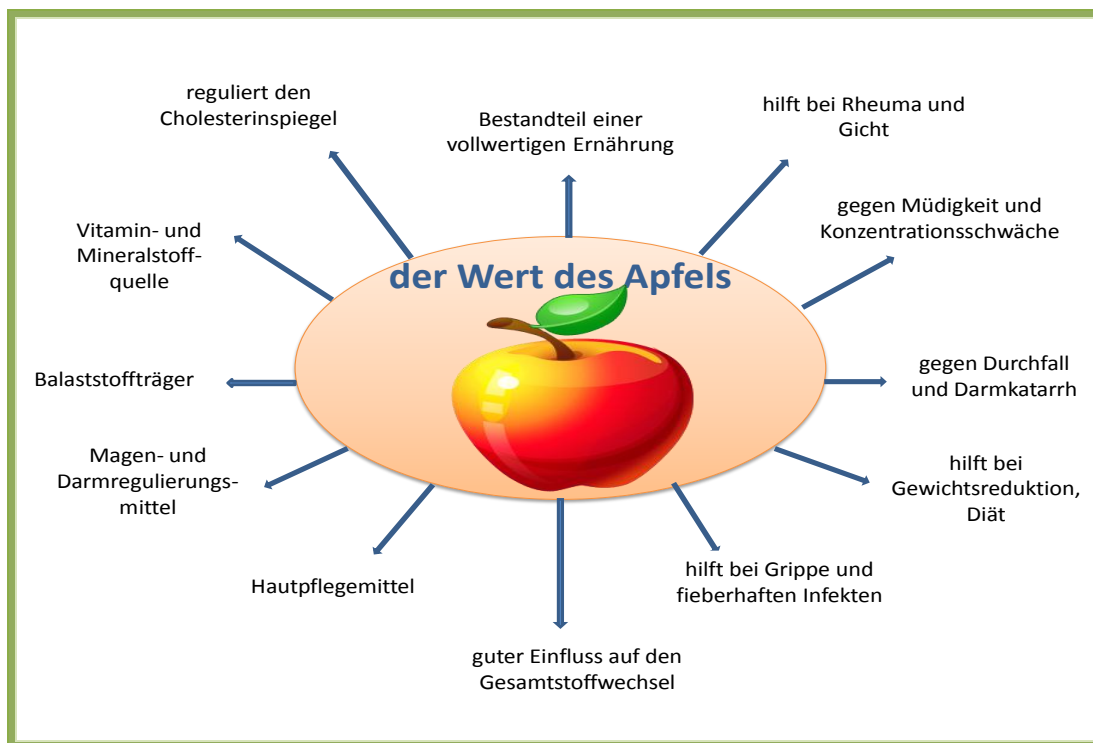 reguliert den
Cholesterinspiegel
Bestandteil einer
vollwertigen Ernährung
hilft bei Rheuma und
Gicht
gegen Müdigkeit und
Konzentrationsschwäche
Vitamin- und
Mineralstoff-
quelle
der Wert des Apfels
Balaststoffträger
gegen Durchfall
und Darmkatarrh
Magen- und
Darmregulierungs-
mittel
hilft bei
Gewichtsreduktion,
Diät
Hautpflegemittel
hilft bei Grippe und
fieberhaften Infekten
guter Einfluss auf den
Gesamtstoffwechsel